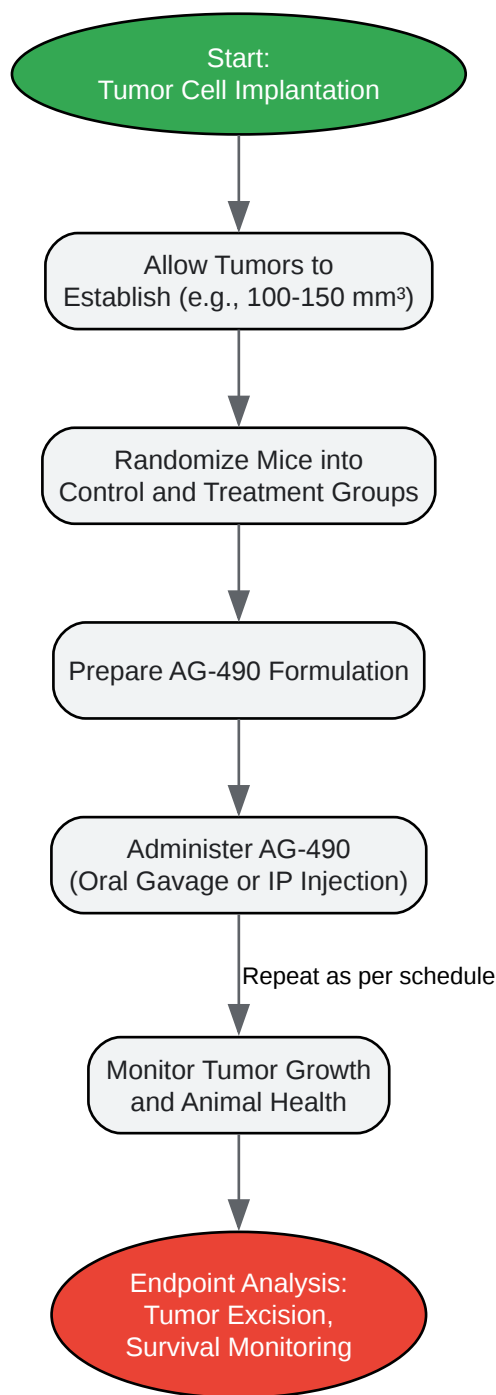 Start:
Tumor Cell Implantation
Allow Tumors to
Establish (e.g., 100-150 mm³)
Randomize Mice into
Control and Treatment Groups
Prepare AG-490 Formulation
Administer AG-490
(Oral Gavage or IP Injection)
Repeat as per schedule
Monitor Tumor Growth
and Animal Health
Endpoint Analysis:
Tumor Excision,
Survival Monitoring